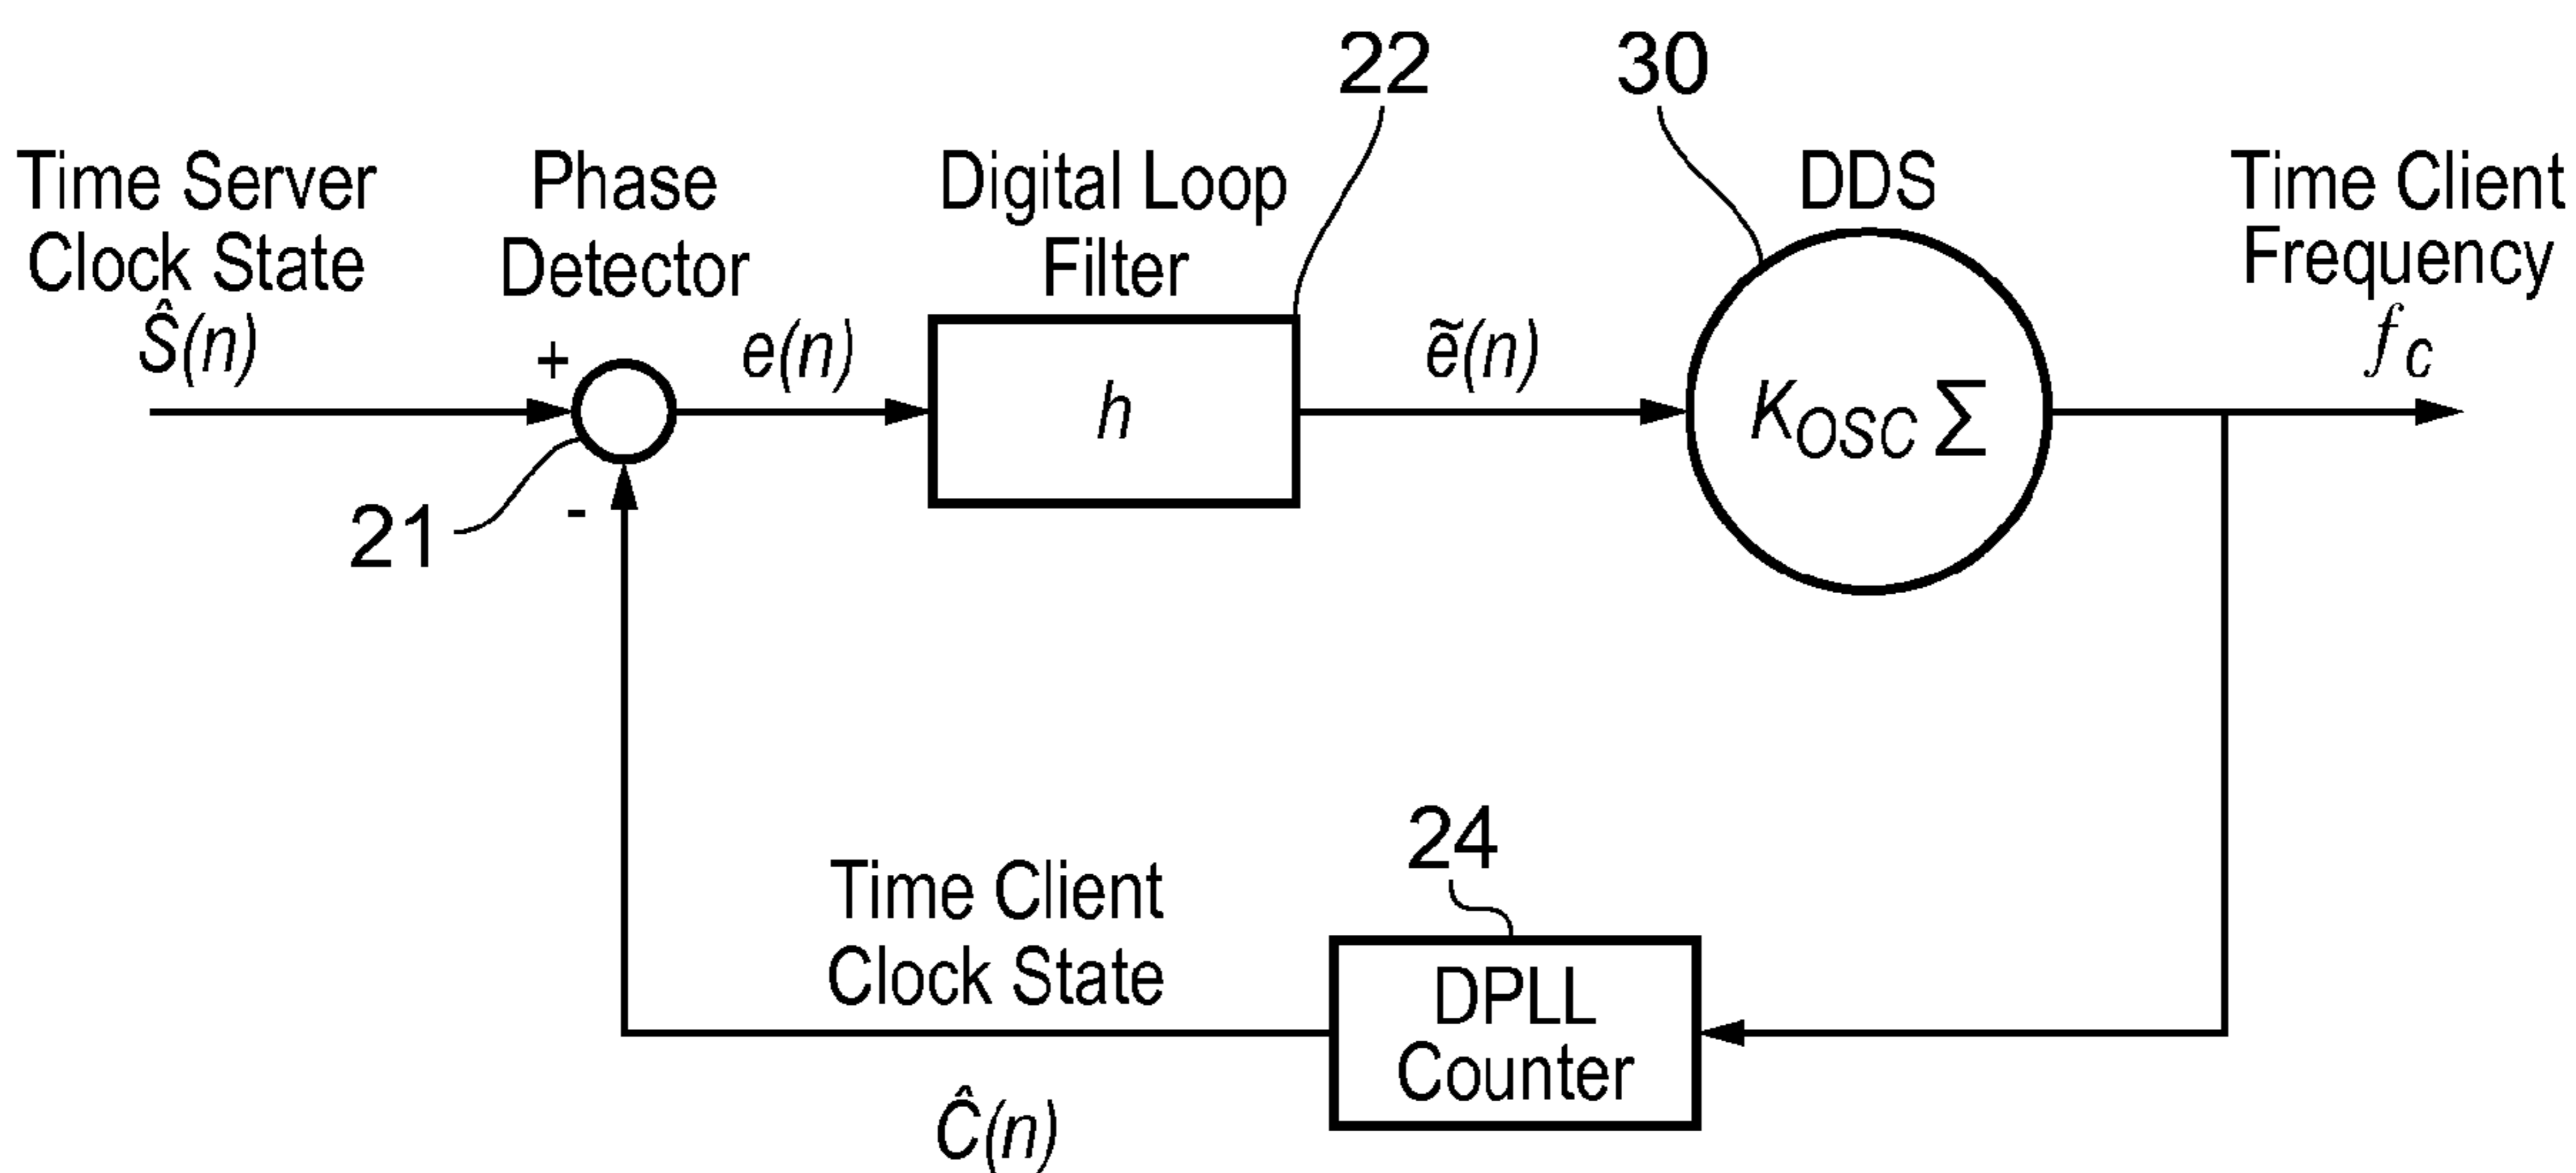 22
30
Time Server
Clock State
Ŝ(n)
Phase
Detector
+
-
21
e(n)
Digital Loop
Filter
h
ẽ(n)
DDS
K_OSC Σ
Time Client
Frequency
f_C
24
Time Client
Clock State
Ĉ(n)
DPLL
Counter